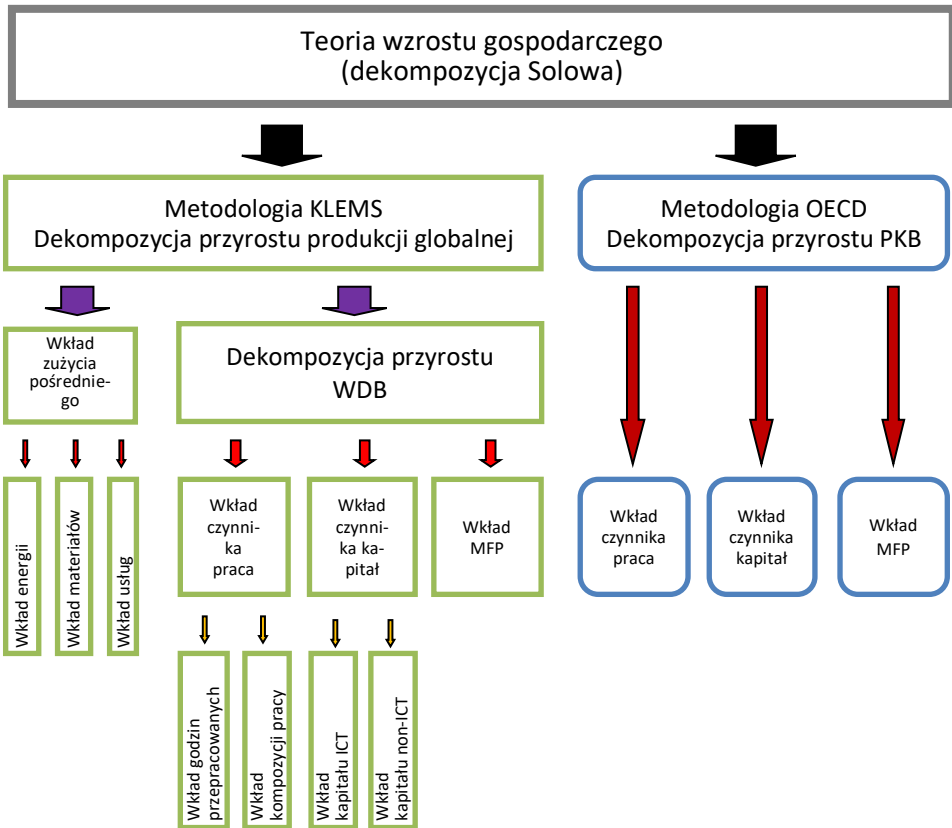 Teoria wzrostu gospodarczego
(dekompozycja Solowa)
Metodologia KLEMS
Dekompozycja przyrostu produkcji globalnej
Metodologia OECD
Dekompozycja przyrostu PKB
Wkład
zużycia
pośrednie-
go
Dekompozycja przyrostu
WDB
Wkład energii
Wkład materiałów
Wkład usług
Wkład
czynni-
ka
praca
Wkład
czynni-
ka ka-
pitał
Wkład
MFP
Wkład
czynnika
praca
Wkład
czynnika
kapitał
Wkład
MFP
Wkład godzin
przepracowanych
Wkład
kompozycji pracy
Wkład
kapitału ICT
Wkład
kapitału non-ICT